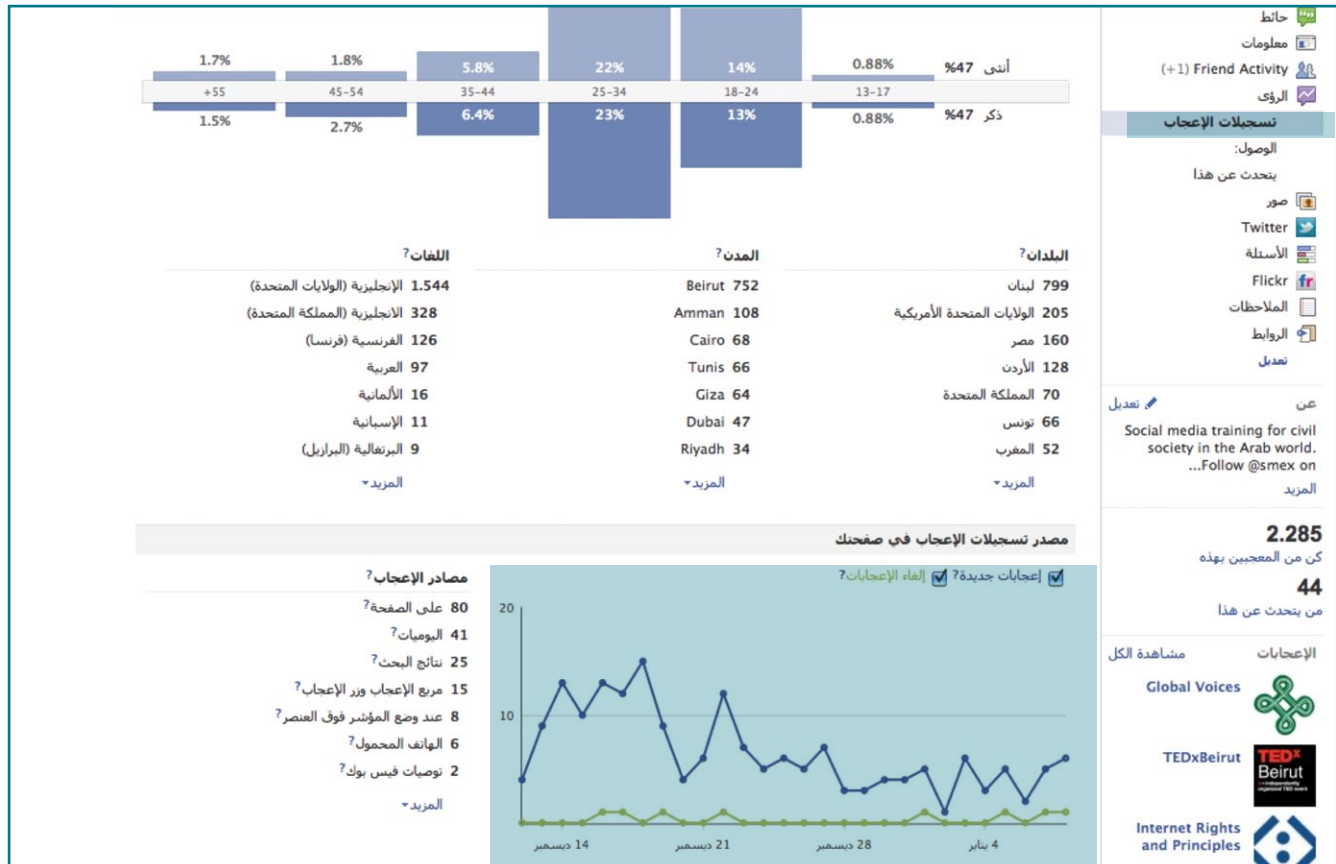 حائط
معلومات
(+1) Friend Activity
الرؤى
تسجيلات الإعجاب
الوصول:
يتحدث عن هذا
صور
Twitter
الأسئلة
Flickr
الملاحظات
الروابط
تعديل
عن
تعديل
Social media training for civil
society in the Arab world.
Follow @smex on...
المزيد
2.285
كن من المعجبين بهذه
44
من يتحدث عن هذا
الإعجابات
مشاهدة الكل
Global Voices
TEDxBeirut
TEDx
Beirut
Internet Rights
and Principles
أنثى 47%
0.88% 14% 22% 5.8% 1.8% 1.7%
13-17 18-24 25-34 35-44 45-54 +55
ذكر 47%
0.88% 13% 23% 6.4% 2.7% 1.5%
البلدان?
799 لبنان
205 الولايات المتحدة الأمريكية
160 مصر
128 الأردن
70 المملكة المتحدة
66 تونس
52 المغرب
المزيد
المدن?
Beirut 752
Amman 108
Cairo 68
Tunis 66
Giza 64
Dubai 47
Riyadh 34
المزيد
اللغات?
1.544 الإنجليزية (الولايات المتحدة)
328 الانجليزية (المملكة المتحدة)
126 الفرنسية (فرنسا)
97 العربية
16 الألمانية
11 الإسبانية
9 البرتغالية (البرازيل)
المزيد
مصدر تسجيلات الإعجاب في صفحتك
إعجابات جديدة? إلغاء الإعجابات?
20
10
14 ديسمبر 21 ديسمبر 28 ديسمبر 4 يناير
مصادر الإعجاب?
80 على الصفحة?
41 اليوميات?
25 نتائج البحث?
15 مربع الإعجاب وزر الإعجاب?
8 عند وضع المؤشر فوق العنصر?
6 الهاتف المحمول?
2 توصيات فيس بوك?
المزيد